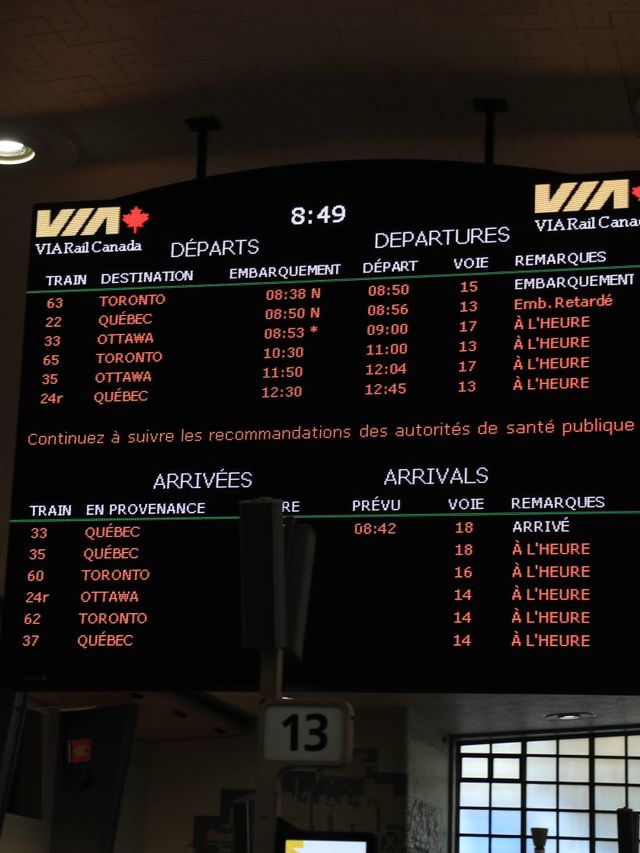 VIA VIA
VIA Rail Canada 8:49 VIA Rail Cana
DÉPARTS DEPARTURES
TRAIN DESTINATION EMBARQUEMENT DÉPART VOIE REMARQUES
63 TORONTO 08:38 N 08:50 15 EMBARQUEMENT
22 QUÉBEC 08:50 N 08:56 13 Emb.Retardé
33 OTTAWA 08:53 * 09:00 17 À L'HEURE
65 TORONTO 10:30 11:00 13 À L'HEURE
35 OTTAWA 11:50 12:04 17 À L'HEURE
24r QUÉBEC 12:30 12:45 13 À L'HEURE
Continuez à suivre les recommandations des autorités de santé publique
ARRIVÉES ARRIVALS
TRAIN EN PROVENANCE RE PRÉVU VOIE REMARQUES
33 QUÉBEC 08:42 18 ARRIVÉ
35 QUÉBEC 18 À L'HEURE
60 TORONTO 16 À L'HEURE
24r OTTAWA 14 À L'HEURE
62 TORONTO 14 À L'HEURE
37 QUÉBEC 14 À L'HEURE
13